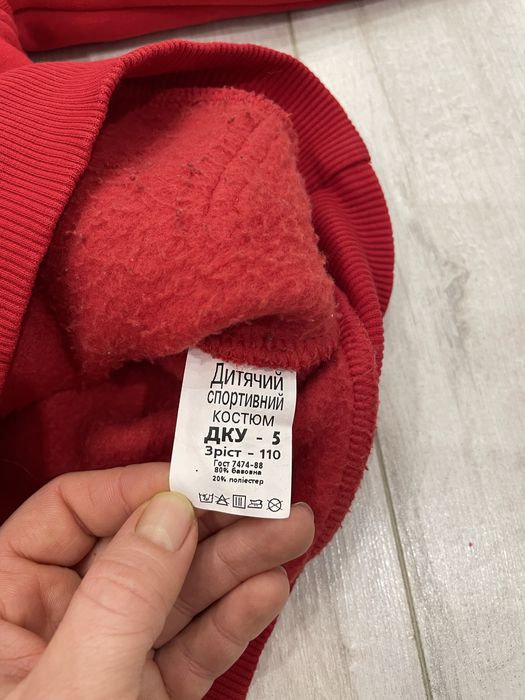 Дитячий
спортивний
костюм
ДКУ - 5
Зріст - 110
Гост 7474-88
80% бавовна
20% поліестер